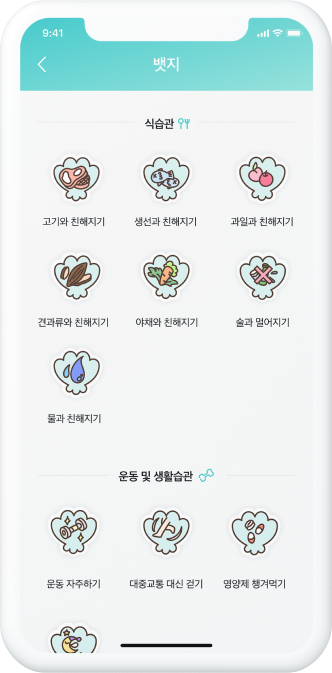 9:41
뱃지
식습관
고기와 친해지기
생선과 친해지기
과일과 친해지기
견과류와 친해지기
야채와 친해지기
술과 멀어지기
물과 친해지기
운동 및 생활습관
운동 자주하기
대중교통 대신 걷기
영양제 챙겨먹기